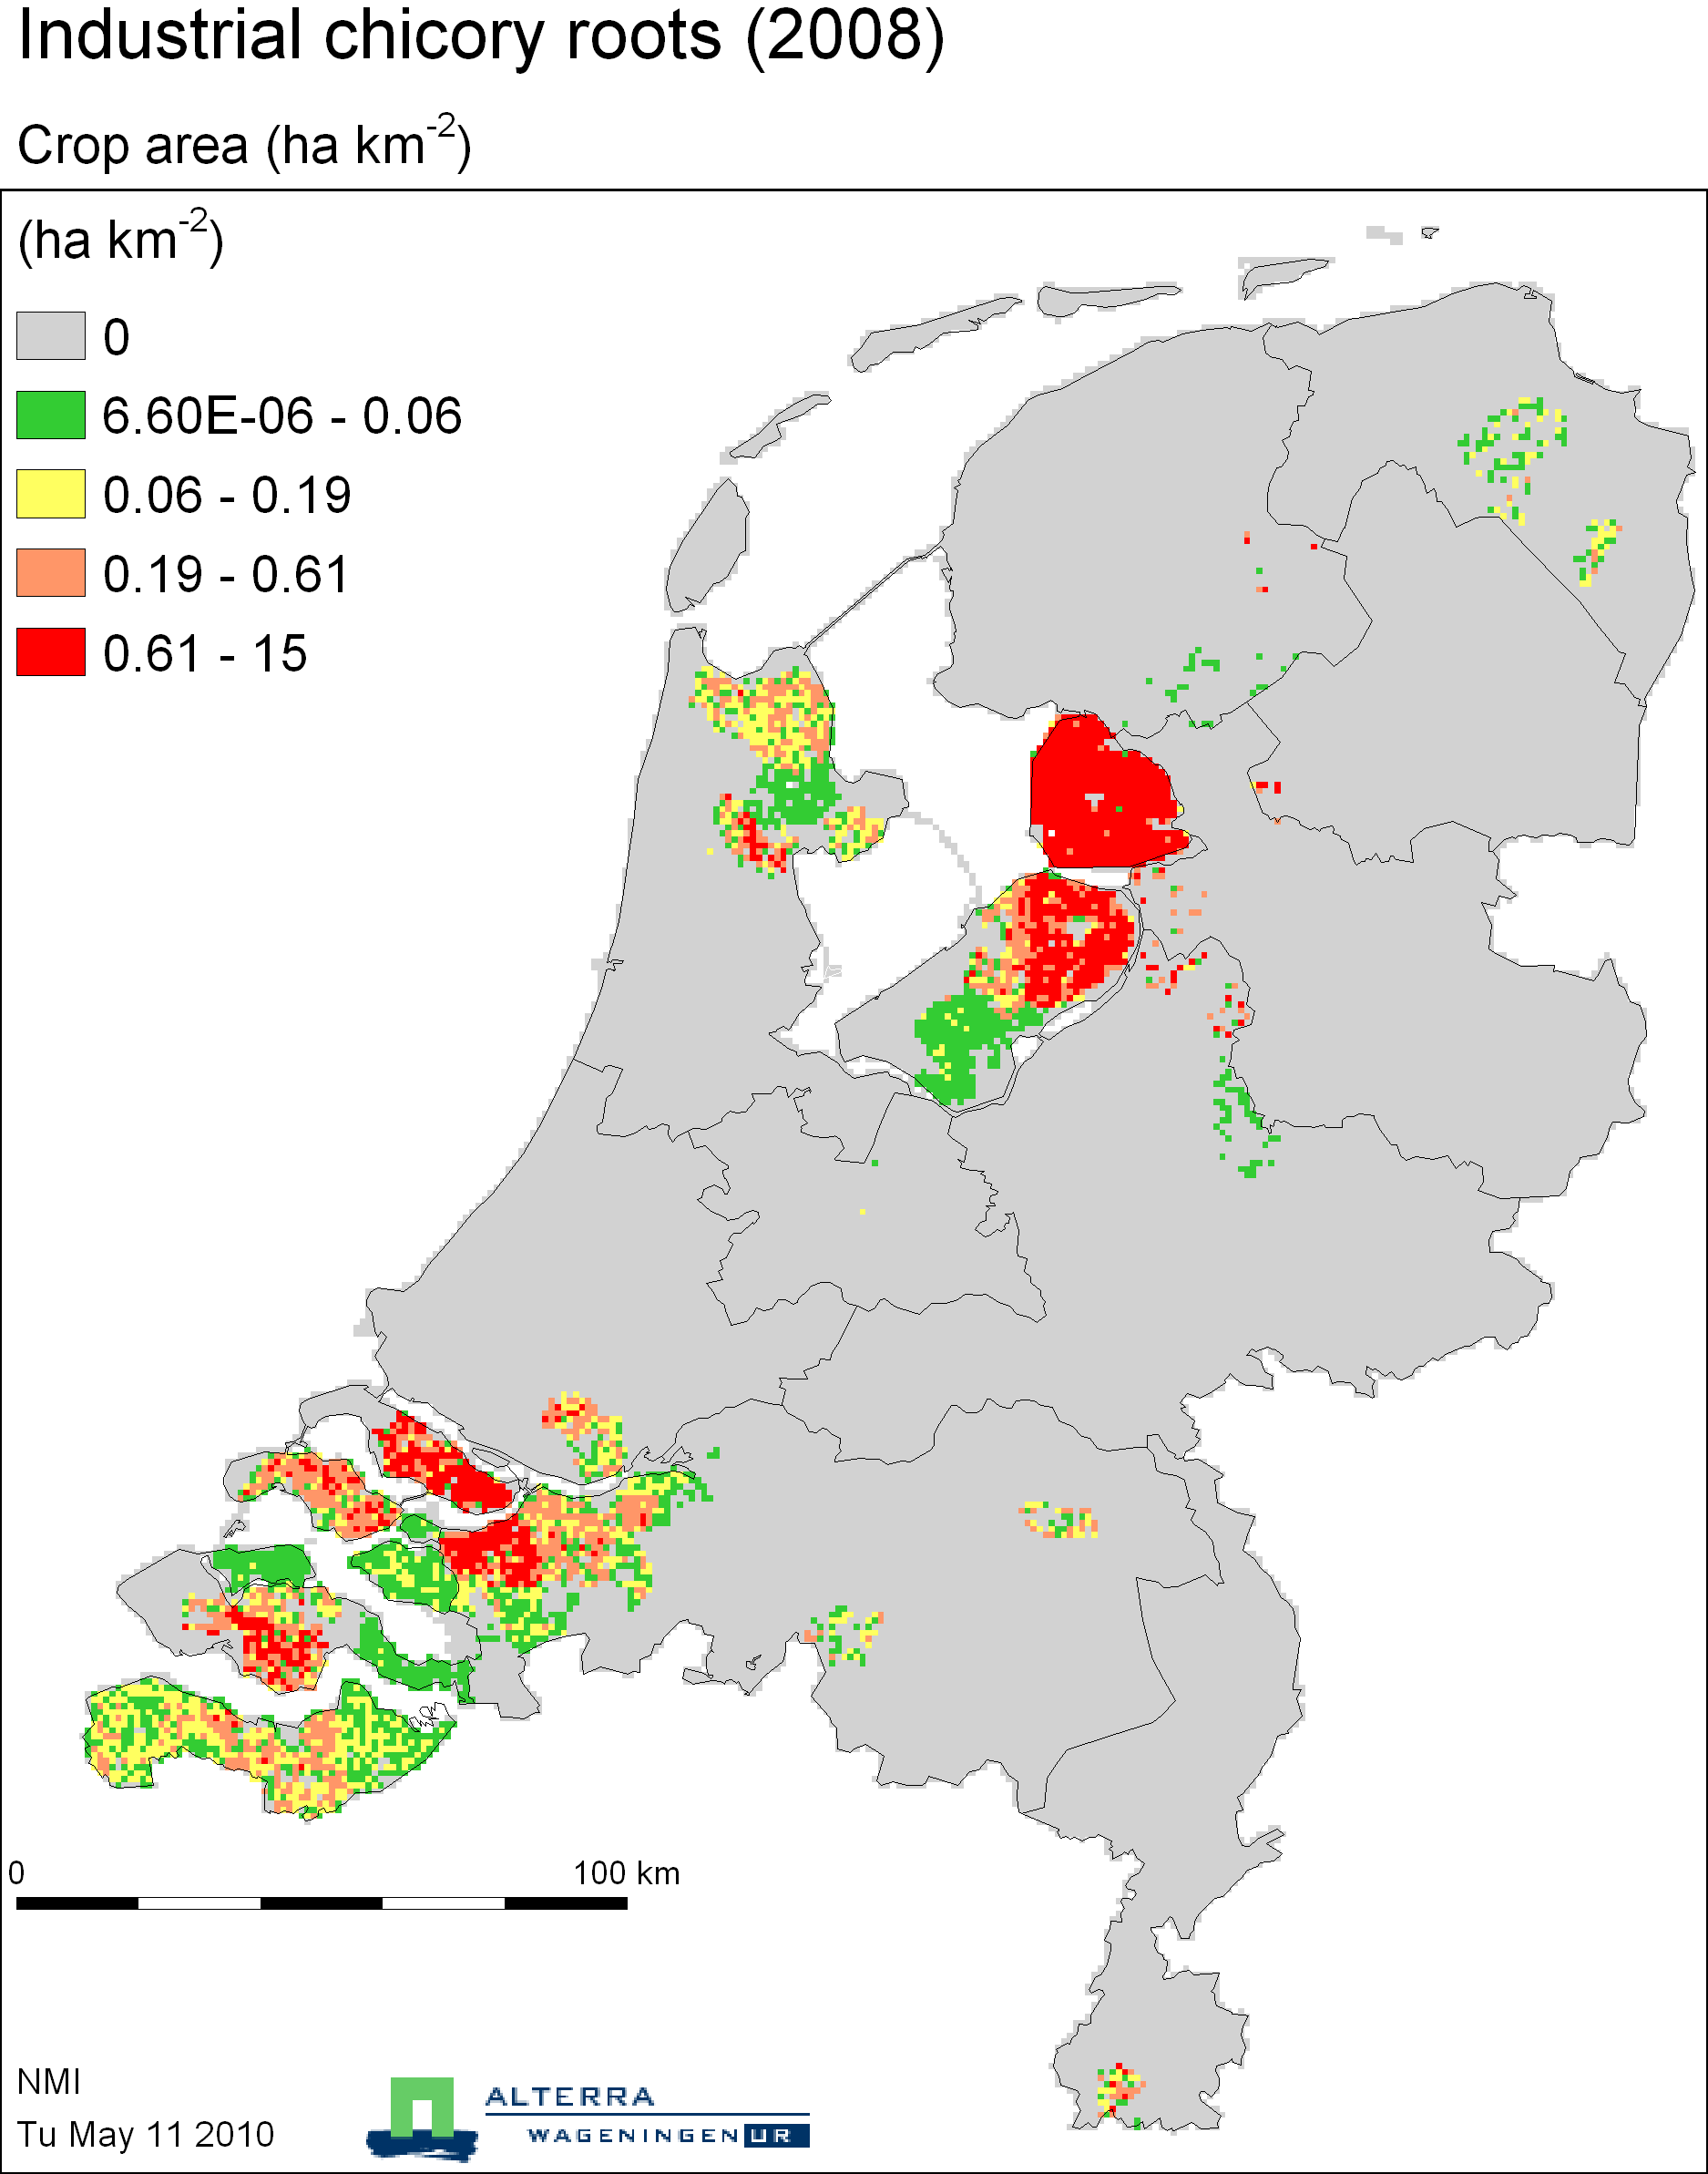 Industrial chicory roots (2008)
Crop area (ha km-2)
(ha km-2)
0
6.60E-06 - 0.06
0.06 - 0.19
0.19 - 0.61
0.61 - 15
0 100 km
NMI
Tu May 11 2010
ALTERRA
WAGENINGEN UR